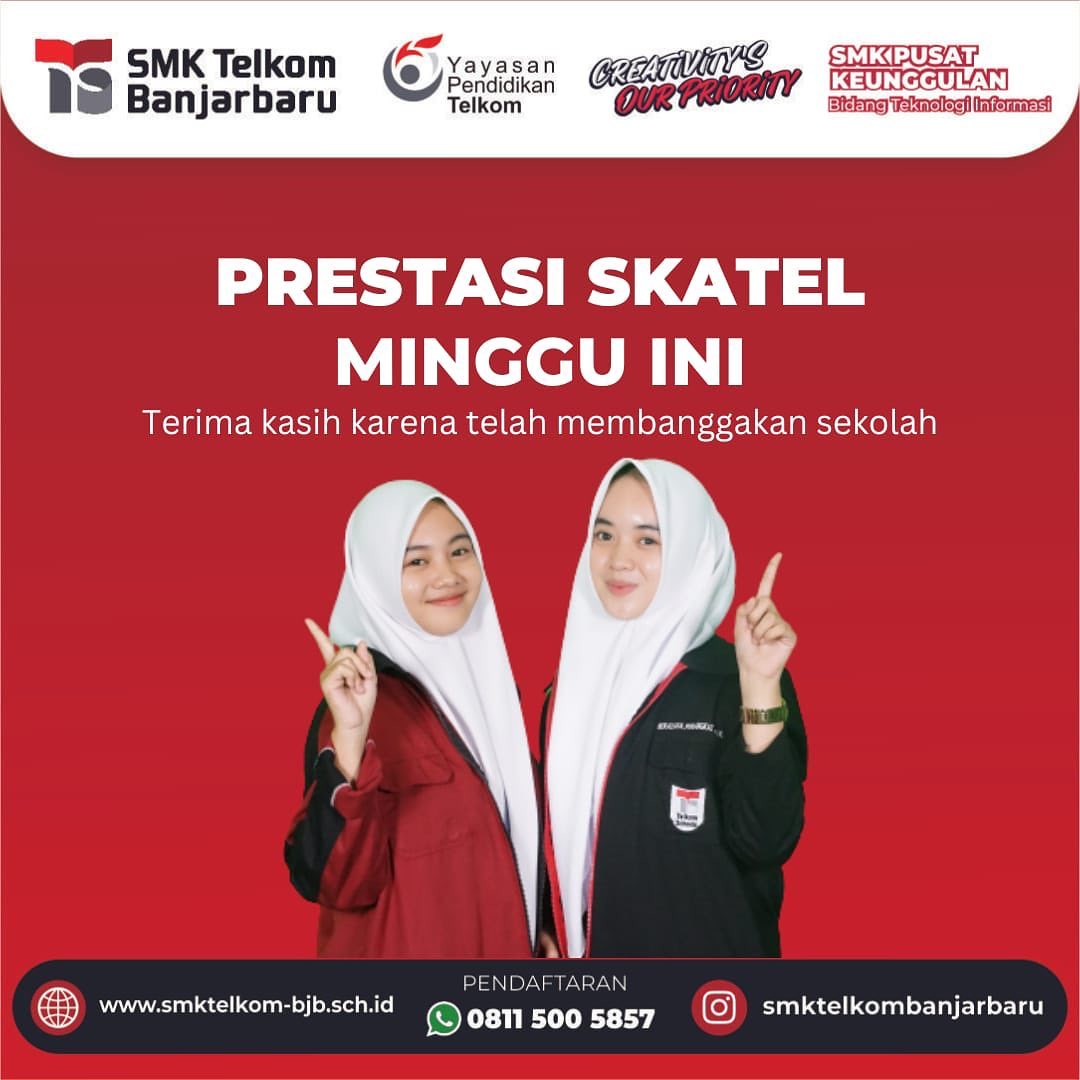 SMK Telkom
Banjarbaru
Yayasan
Pendidikan
Telkom
CREATiViTY'S
OUR PRiORiTY
SMK PUSAT
KEUNGGULAN
Bidang Teknologi Informasi
PRESTASI SKATEL
MINGGU INI
Terima kasih karena telah membanggakan sekolah
Telkom
Schools
www.smktelkom-bjb.sch.id
PENDAFTARAN
0811 500 5857
smktelkombanjarbaru